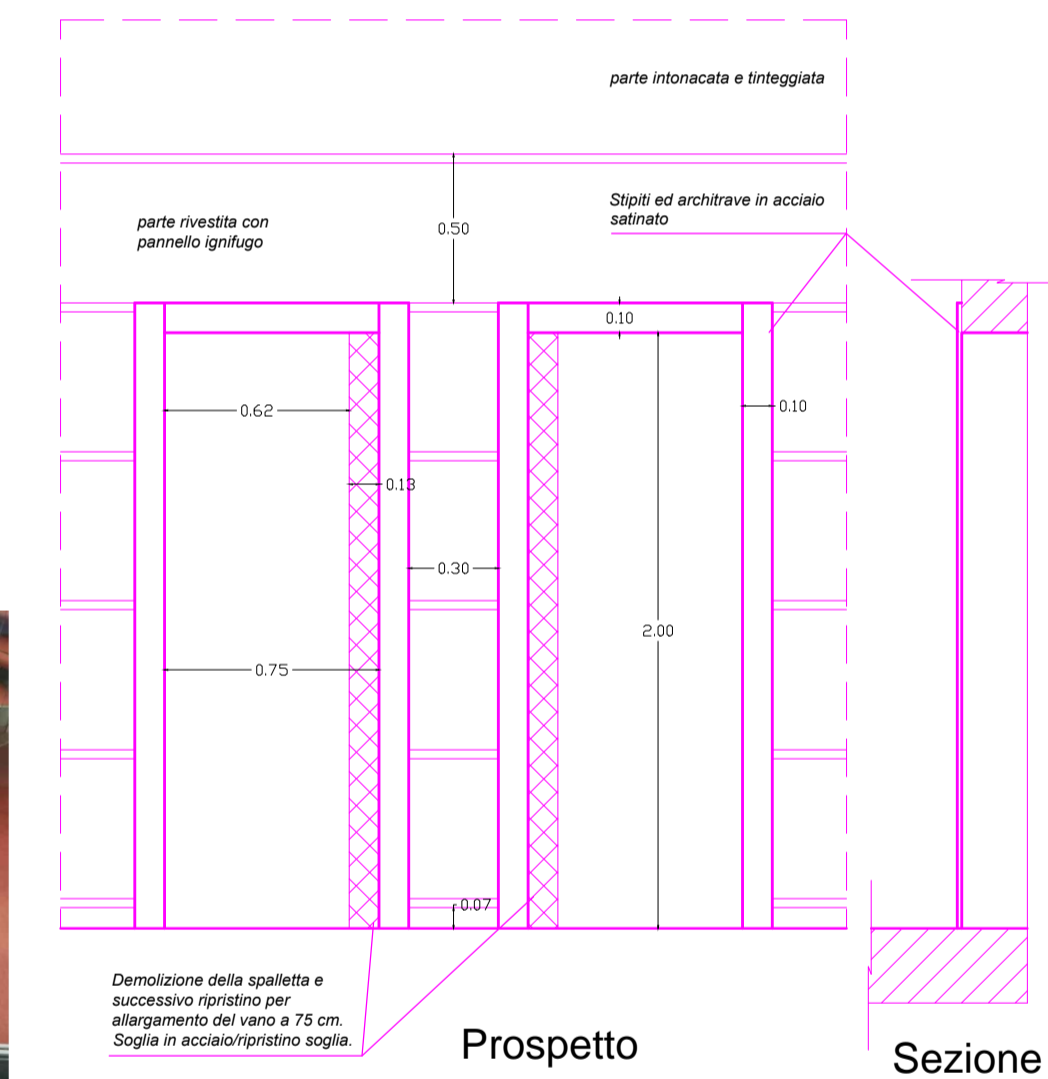 parte intonacata e tinteggiata
Stipiti ed architrave in acciaio
satinato
parte rivestita con
pannello ignifugo
0.50
0.10
0.62
0.10
0.13
0.30
2.00
0.75
0.07
Demolizione della spalletta e
successivo ripristino per
allargamento del vano a 75 cm.
Soglia in acciaio/ripristino soglia.
Prospetto
Sezione